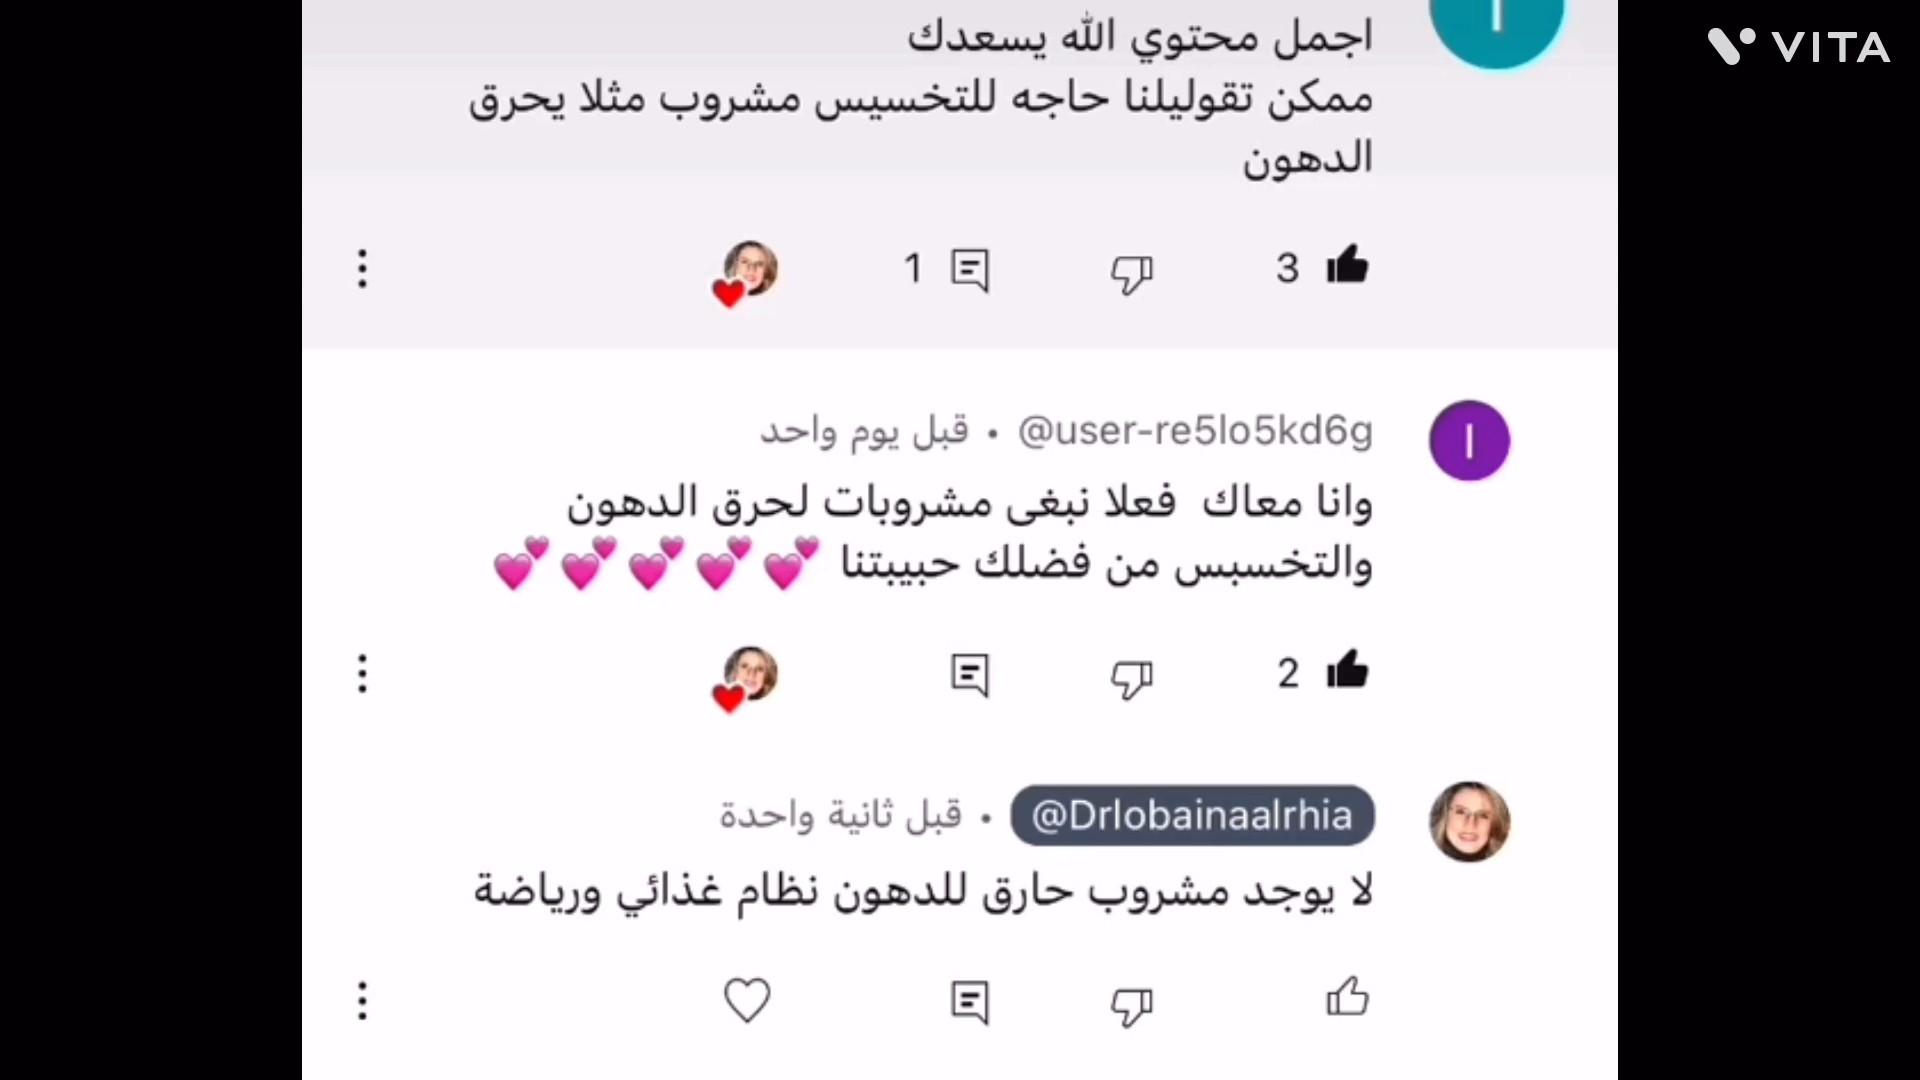 VITA
اجمل محتوي الله يسعدك
ممكن تقوليلنا حاجه للتخسيس مشروب مثلا يحرق
الدهون
3
1
@user-re5lo5kd6g • قبل يوم واحد
وانا معاك فعلا نبغى مشروبات لحرق الدهون
والتخسبس من فضلك حبيبتنا 💕💕💕💕💕
2
@Drlobainaalrhia • قبل ثانية واحدة
لا يوجد مشروب حارق للدهون نظام غذائي ورياضة